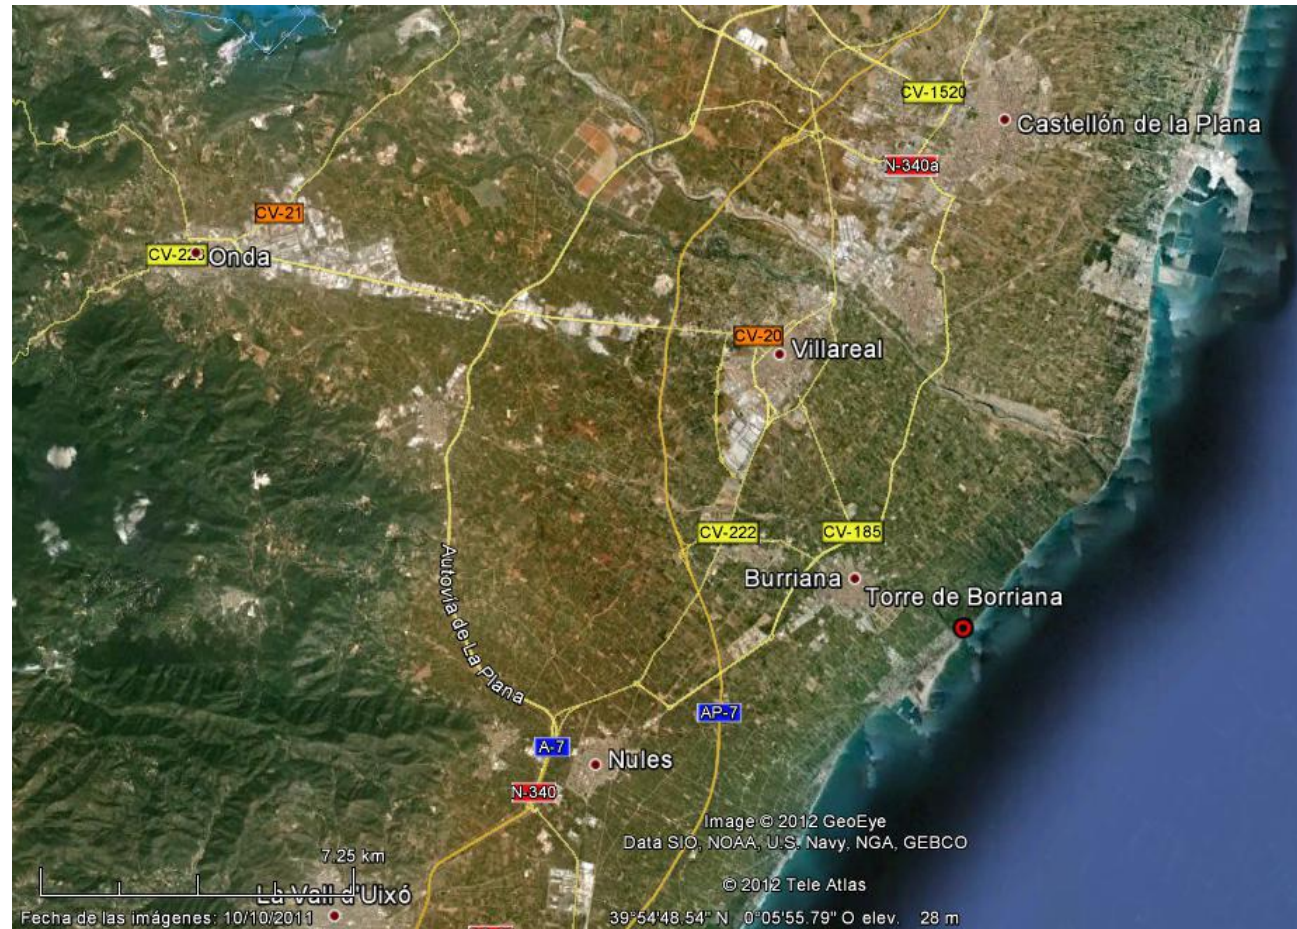 CV-1520
Castellón de la Plana
N-340a
CV-21
CV-223 Onda
CV-20
Villareal
CV-222
CV-185
Autovía de La Plana
Burriana
Torre de Borriana
AP-7
A-7
Nules
N-340
Image © 2012 GeoEye
Data SIO, NOAA, U.S. Navy, NGA, GEBCO
7.25 km
© 2012 Tele Atlas
La Vall d'Uixó
Fecha de las imágenes: 10/10/2011
39°54'48.54" N 0°05'55.79" O elev. 28 m